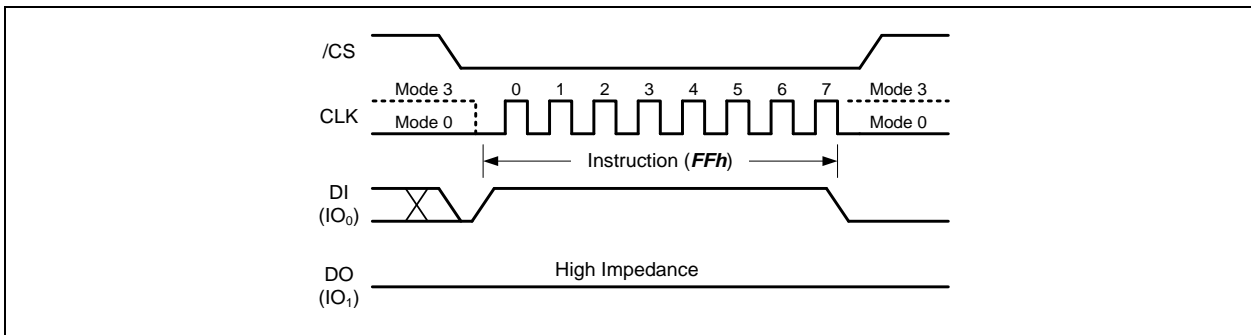 /CS
Mode 3 0 1 2 3 4 5 6 7 Mode 3
CLK
Mode 0 Mode 0
Instruction (FFh)
DI
(IO₀)
High Impedance
DO
(IO₁)